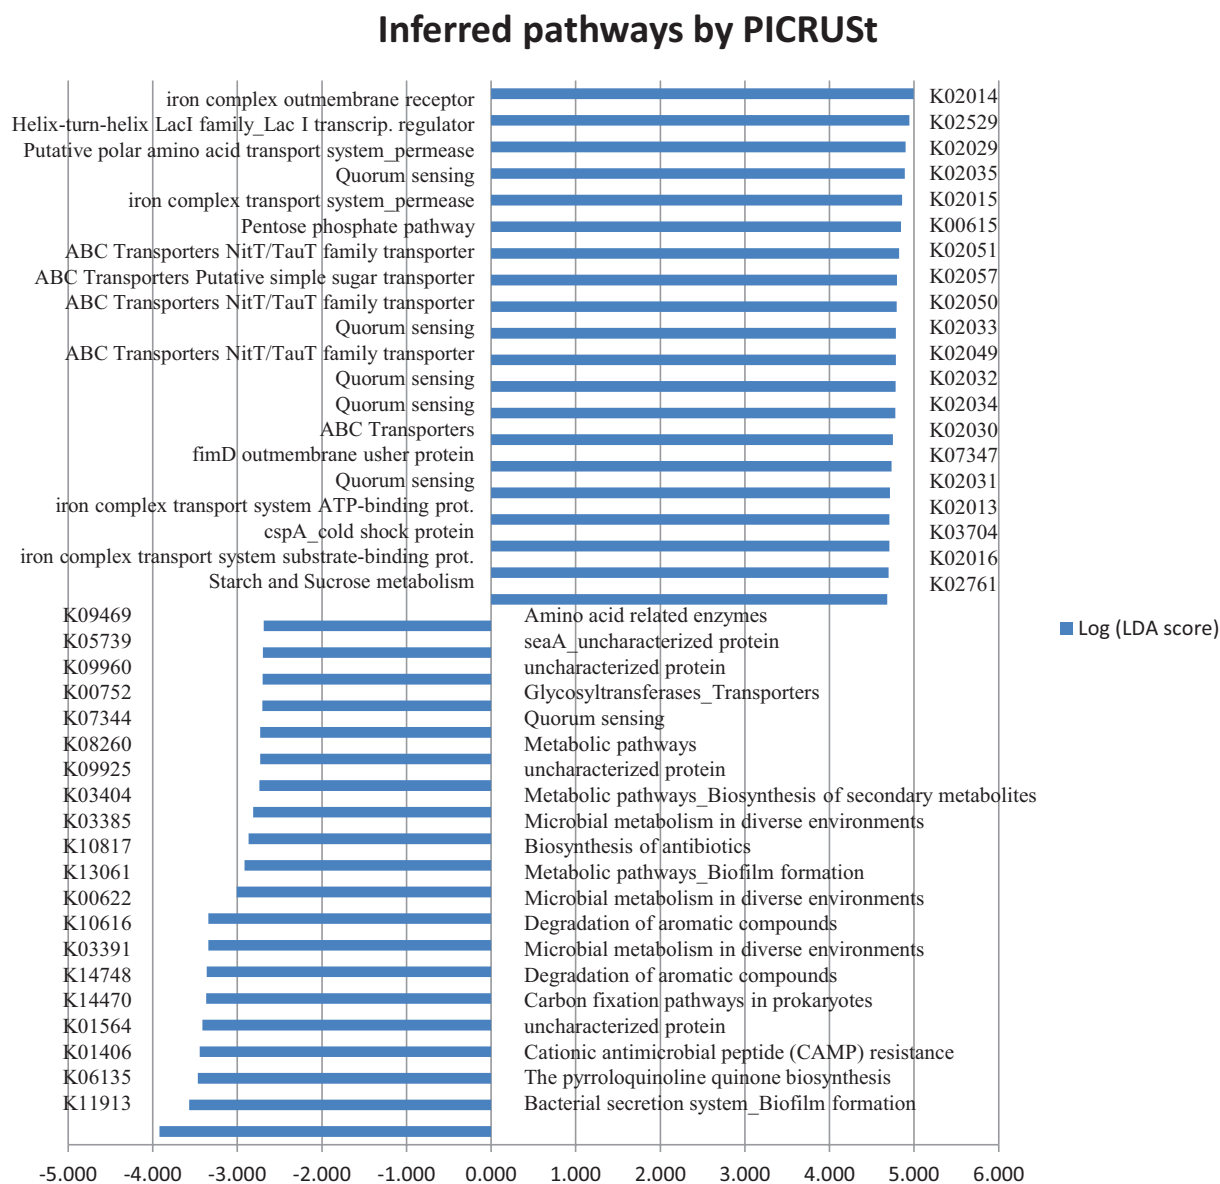 Inferred pathways by PICRUSt
iron complex outmembrane receptor K02014
Helix-turn-helix LacI family_Lac I transcrip. regulator K02529
Putative polar amino acid transport system_permease K02029
Quorum sensing K02035
iron complex transport system_permease K02015
Pentose phosphate pathway K00615
ABC Transporters NitT/TauT family transporter K02051
ABC Transporters Putative simple sugar transporter K02057
ABC Transporters NitT/TauT family transporter K02050
Quorum sensing K02033
ABC Transporters NitT/TauT family transporter K02049
Quorum sensing K02032
Quorum sensing K02034
ABC Transporters K02030
fimD outmembrane usher protein K07347
Quorum sensing K02031
iron complex transport system ATP-binding prot. K02013
cspA_cold shock protein K03704
iron complex transport system substrate-binding prot. K02016
Starch and Sucrose metabolism K02761
K09469 Amino acid related enzymes
K05739 seaA_uncharacterized protein
K09960 uncharacterized protein
K00752 Glycosyltransferases_Transporters
K07344 Quorum sensing
K08260 Metabolic pathways
K09925 uncharacterized protein
K03404 Metabolic pathways_Biosynthesis of secondary metabolites
K03385 Microbial metabolism in diverse environments
K10817 Biosynthesis of antibiotics
K13061 Metabolic pathways_Biofilm formation
K00622 Microbial metabolism in diverse environments
K10616 Degradation of aromatic compounds
K03391 Microbial metabolism in diverse environments
K14748 Degradation of aromatic compounds
K14470 Carbon fixation pathways in prokaryotes
K01564 uncharacterized protein
K01406 Cationic antimicrobial peptide (CAMP) resistance
K06135 The pyrroloquinoline quinone biosynthesis
K11913 Bacterial secretion system_Biofilm formation
Log (LDA score)
-5.000 -4.000 -3.000 -2.000 -1.000 0.000 1.000 2.000 3.000 4.000 5.000 6.000